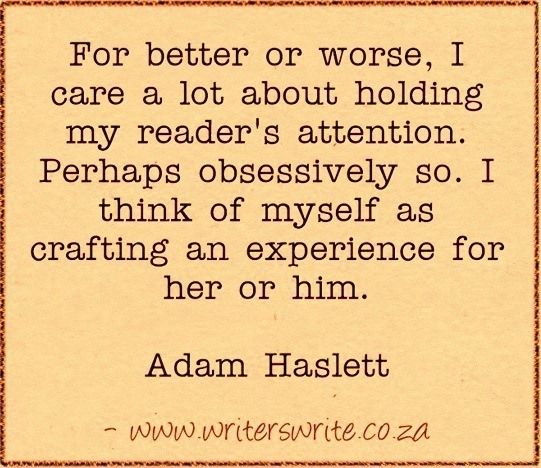 For better or worse, I
care a lot about holding
my reader's attention.
Perhaps obsessively so. I
think of myself as
crafting an experience for
her or him.
Adam Haslett
- www.writerswrite.co.za